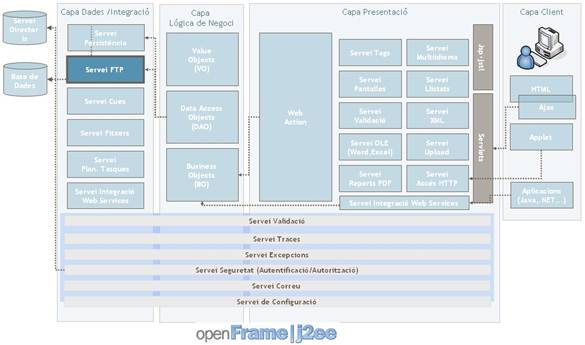 Capa Dades /Integració
Servei
Persistència
Servei FTP
Servei Cues
Servei Fitxers
Servei
Plan. Tasques
Servei Integració
Web Services
Servei
Directori
is
Base de
Dades
Capa
Lògica de Negoci
Value
Objects
(VO)
Data Access
Objects
(DAO)
Business
Objects
(BO)
Capa Presentació
Web
Action
Servei Tags
Servei
Multiidioma
Servei
Pantalles
Servei
Llistats
Servei
Validació
Servei
XML
Servei OLE
(Word,Excel)
Servei
Upload
Servei
Reports PDF
Servei
Accés HTTP
Servei Integració Web Services
Jsp-jstl
Servlets
Capa Client
HTML
Ajax
Applet
Aplicacions
(Java, .NET,..)
Servei Validació
Servei Traces
Servei Excepcions
Servei Seguretat (Autentificació/Autorització)
Servei Correu
Servei de Configuració
openFrame|j2ee